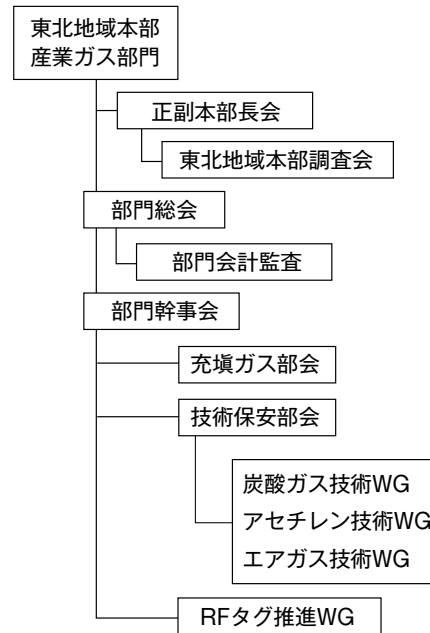 東北地域本部
産業ガス部門
正副本部長会
東北地域本部調査会
部門総会
部門会計監査
部門幹事会
充塡ガス部会
技術保安部会
炭酸ガス技術WG
アセチレン技術WG
エアガス技術WG
RFタグ推進WG